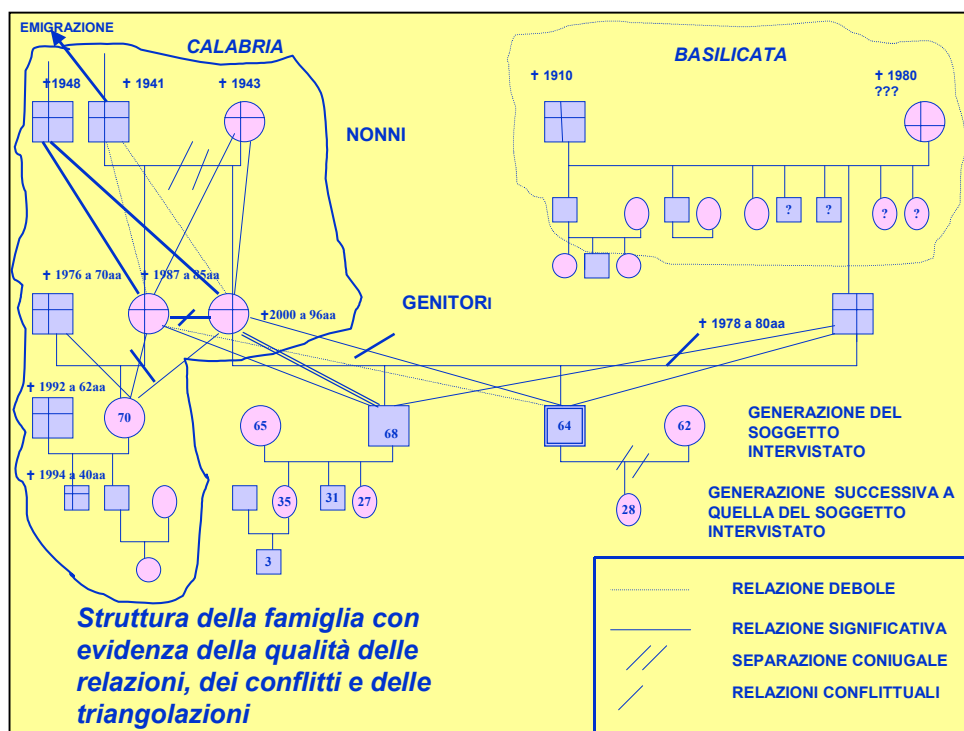 EMIGRAZIONE
CALABRIA
BASILICATA
✝1948
✝1941
✝1943
✝ 1910
✝ 1980
???
NONNI
? ? ? ?
✝ 1976 a 70aa
✝ 1987 a 85aa
✝2000 a 96aa
GENITORI
✝ 1978 a 80aa
✝ 1992 a 62aa
70
65
68
64
62
GENERAZIONE DEL
SOGGETTO
INTERVISTATO
✝ 1994 a 40aa
35
31
27
28
GENERAZIONE SUCCESSIVA A
QUELLA DEL SOGGETTO
INTERVISTATO
3
Struttura della famiglia con
evidenza della qualità delle
relazioni, dei conflitti e delle
triangolazioni
RELAZIONE DEBOLE
RELAZIONE SIGNIFICATIVA
SEPARAZIONE CONIUGALE
RELAZIONI CONFLITTUALI